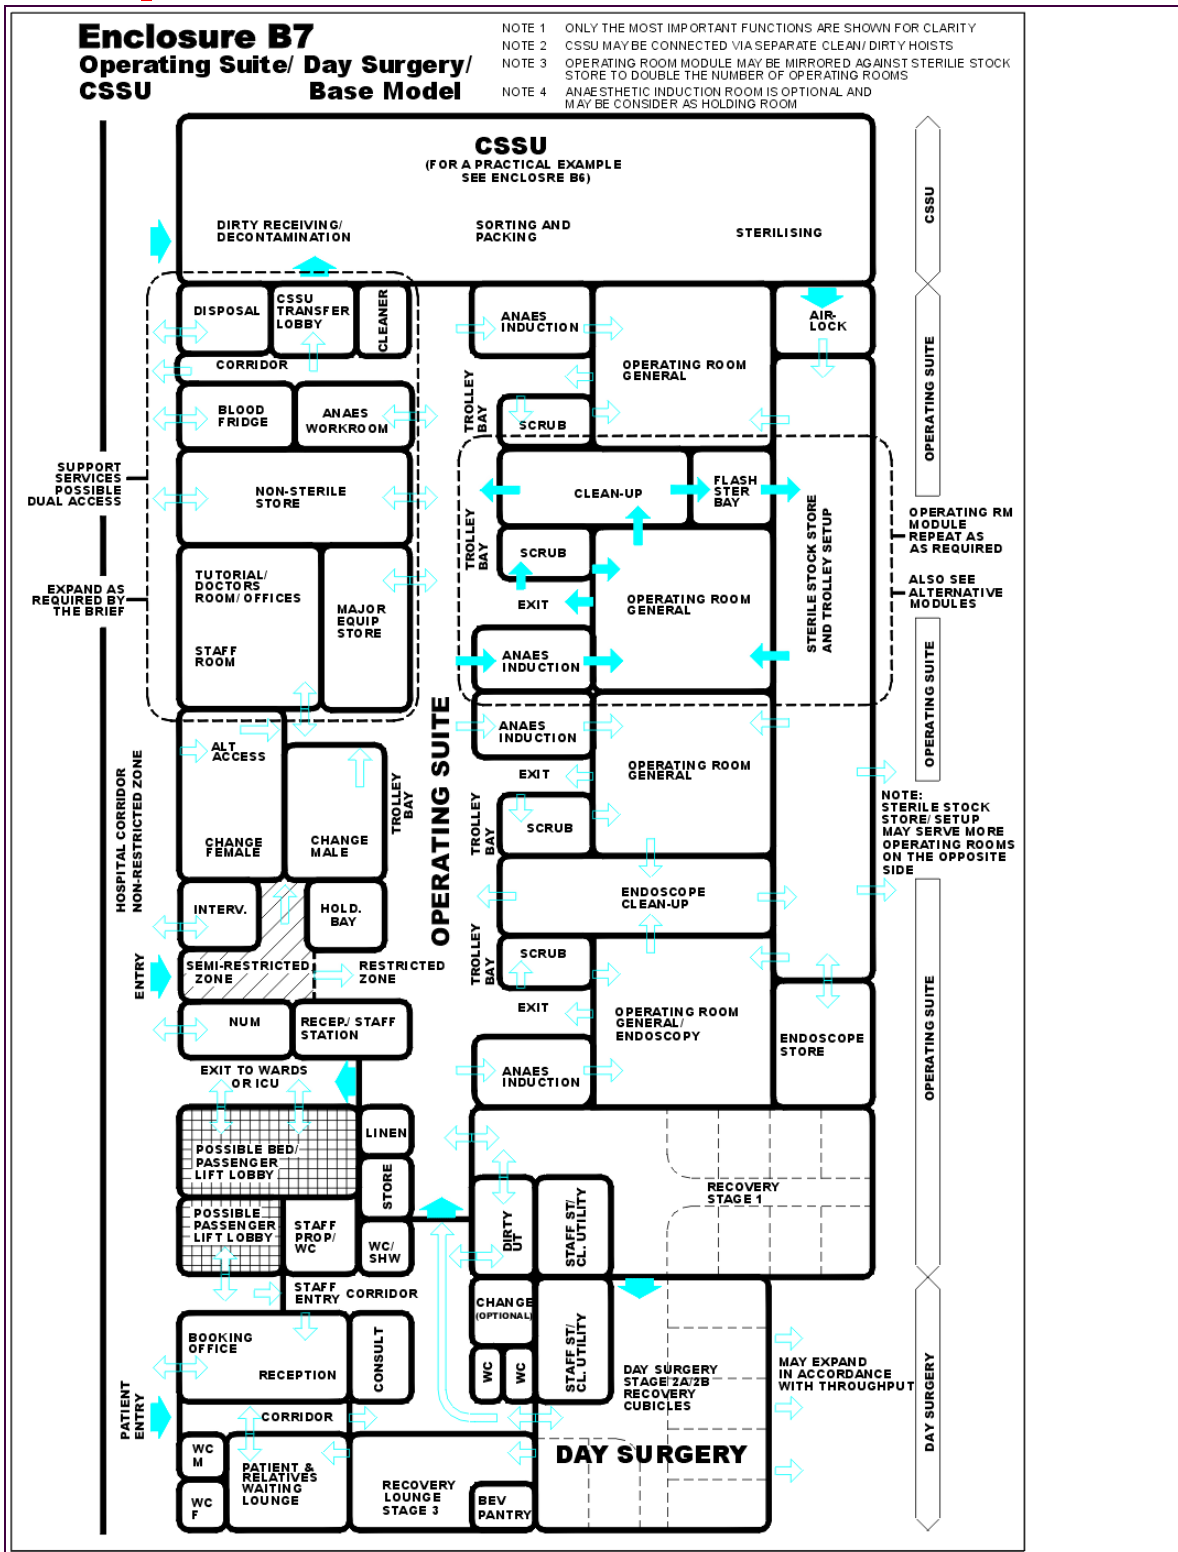 Enclosure B7
Operating Suite/ Day Surgery/
CSSU Base Model
NOTE 1 ONLY THE MOST IMPORTANT FUNCTIONS ARE SHOWN FOR CLARITY
NOTE 2 CSSU MAY BE CONNECTED VIA SEPARATE CLEAN/ DIRTY HOISTS
NOTE 3 OPERATING ROOM MODULE MAY BE MIRRORED AGAINST STERILIE STOCK
STORE TO DOUBLE THE NUMBER OF OPERATING ROOMS
NOTE 4 ANAESTHETIC INDUCTION ROOM IS OPTIONAL AND
MAY BE CONSIDER AS HOLDING ROOM
CSSU
(FOR A PRACTICAL EXAMPLE
SEE ENCLOSRE B6)
DIRTY RECEIVING/
DECONTAMINATION
SORTING AND
PACKING
STERILISING
CSSU
DISPOSAL
CSSU
TRANSFER
LOBBY
CLEANER
ANAES
INDUCTION
AIR-
LOCK
CORRIDOR
OPERATING ROOM
GENERAL
OPERATING SUITE
BLOOD
FRIDGE
ANAES
WORKROOM
TROLLEY
BAY
SCRUB
SUPPORT
SERVICES
POSSIBLE
DUAL ACCESS
NON-STERILE
STORE
CLEAN-UP
FLASH
STER
BAY
TROLLEY
BAY
SCRUB
STERILE STOCK STORE
AND TROLLEY SETUP
OPERATING RM
MODULE
REPEAT AS
AS REQUIRED
ALSO SEE
ALTERNATIVE
MODULES
EXPAND AS
REQUIRED BY
THE BRIEF
TUTORIAL/
DOCTORS
ROOM/ OFFICES
STAFF
ROOM
MAJOR
EQUIP
STORE
EXIT
OPERATING ROOM
GENERAL
ANAES
INDUCTION
OPERATING SUITE
HOSPITAL CORRIDOR
NON-RESTRICTED ZONE
ALT
ACCESS
CHANGE
FEMALE
CHANGE
MALE
TROLLEY
BAY
OPERATING SUITE
ANAES
INDUCTION
EXIT
OPERATING ROOM
GENERAL
TROLLEY
BAY
SCRUB
NOTE:
STERILE STOCK
STORE/ SETUP
MAY SERVE MORE
OPERATING ROOMS
ON THE OPPOSITE
SIDE
INTERV.
HOLD.
BAY
ENDOSCOPE
CLEAN-UP
ENTRY
SEMI-RESTRICTED
ZONE
RESTRICTED
ZONE
TROLLEY
BAY
SCRUB
EXIT
OPERATING ROOM
GENERAL/
ENDOSCOPY
OPERATING SUITE
NUM
RECEP./ STAFF
STATION
ENDOSCOPE
STORE
EXIT TO WARDS
OR ICU
ANAES
INDUCTION
POSSIBLE BED/
PASSENGER
LIFT LOBBY
LINEN
STORE
RECOVERY
STAGE 1
POSSIBLE
PASSENGER
LIFT LOBBY
STAFF
PROP/
WC
WC/
SHW
DIRTY
UT
STAFF ST/
CL. UTILITY
STAFF
ENTRY
CORRIDOR
CHANGE
(OPTIONAL)
STAFF ST/
CL. UTILITY
BOOKING
OFFICE
RECEPTION
CONSULT
WC
WC
DAY SURGERY
STAGE 2A/2B
RECOVERY
CUBICLES
MAY EXPAND
IN ACCORDANCE
WITH THROUGHPUT
DAY SURGERY
PATIENT
ENTRY
CORRIDOR
WC
M
WC
F
PATIENT &
RELATIVES
WAITING
LOUNGE
RECOVERY
LOUNGE
STAGE 3
BEV
PANTRY
DAY SURGERY